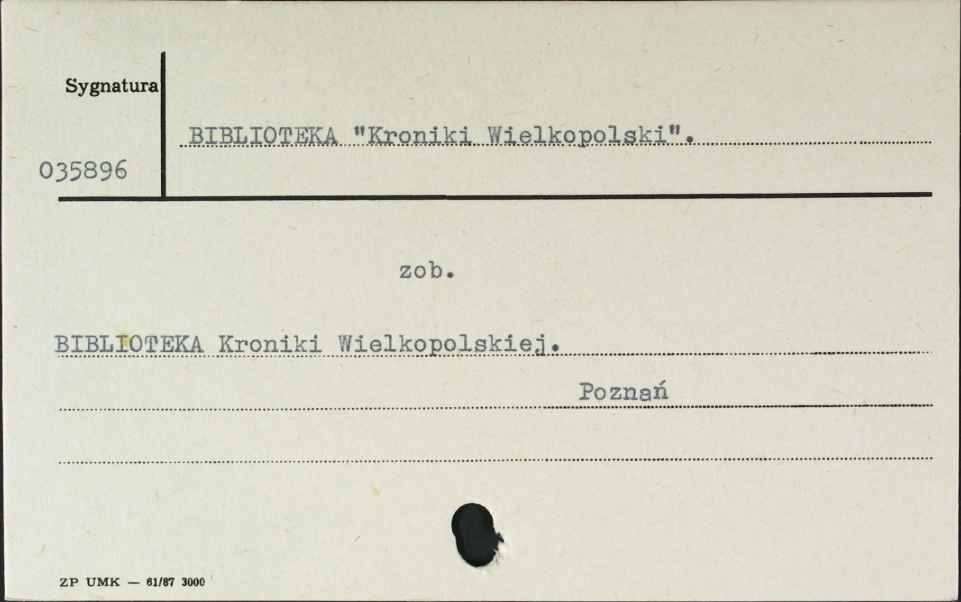 Sygnatura
BIBLIOTEKA "Kroniki Wielkopolski".
035896
zob.
BIBLIOTEKA Kroniki Wielkopolskiej.
Poznań
ZP UMK — 61/87 3000